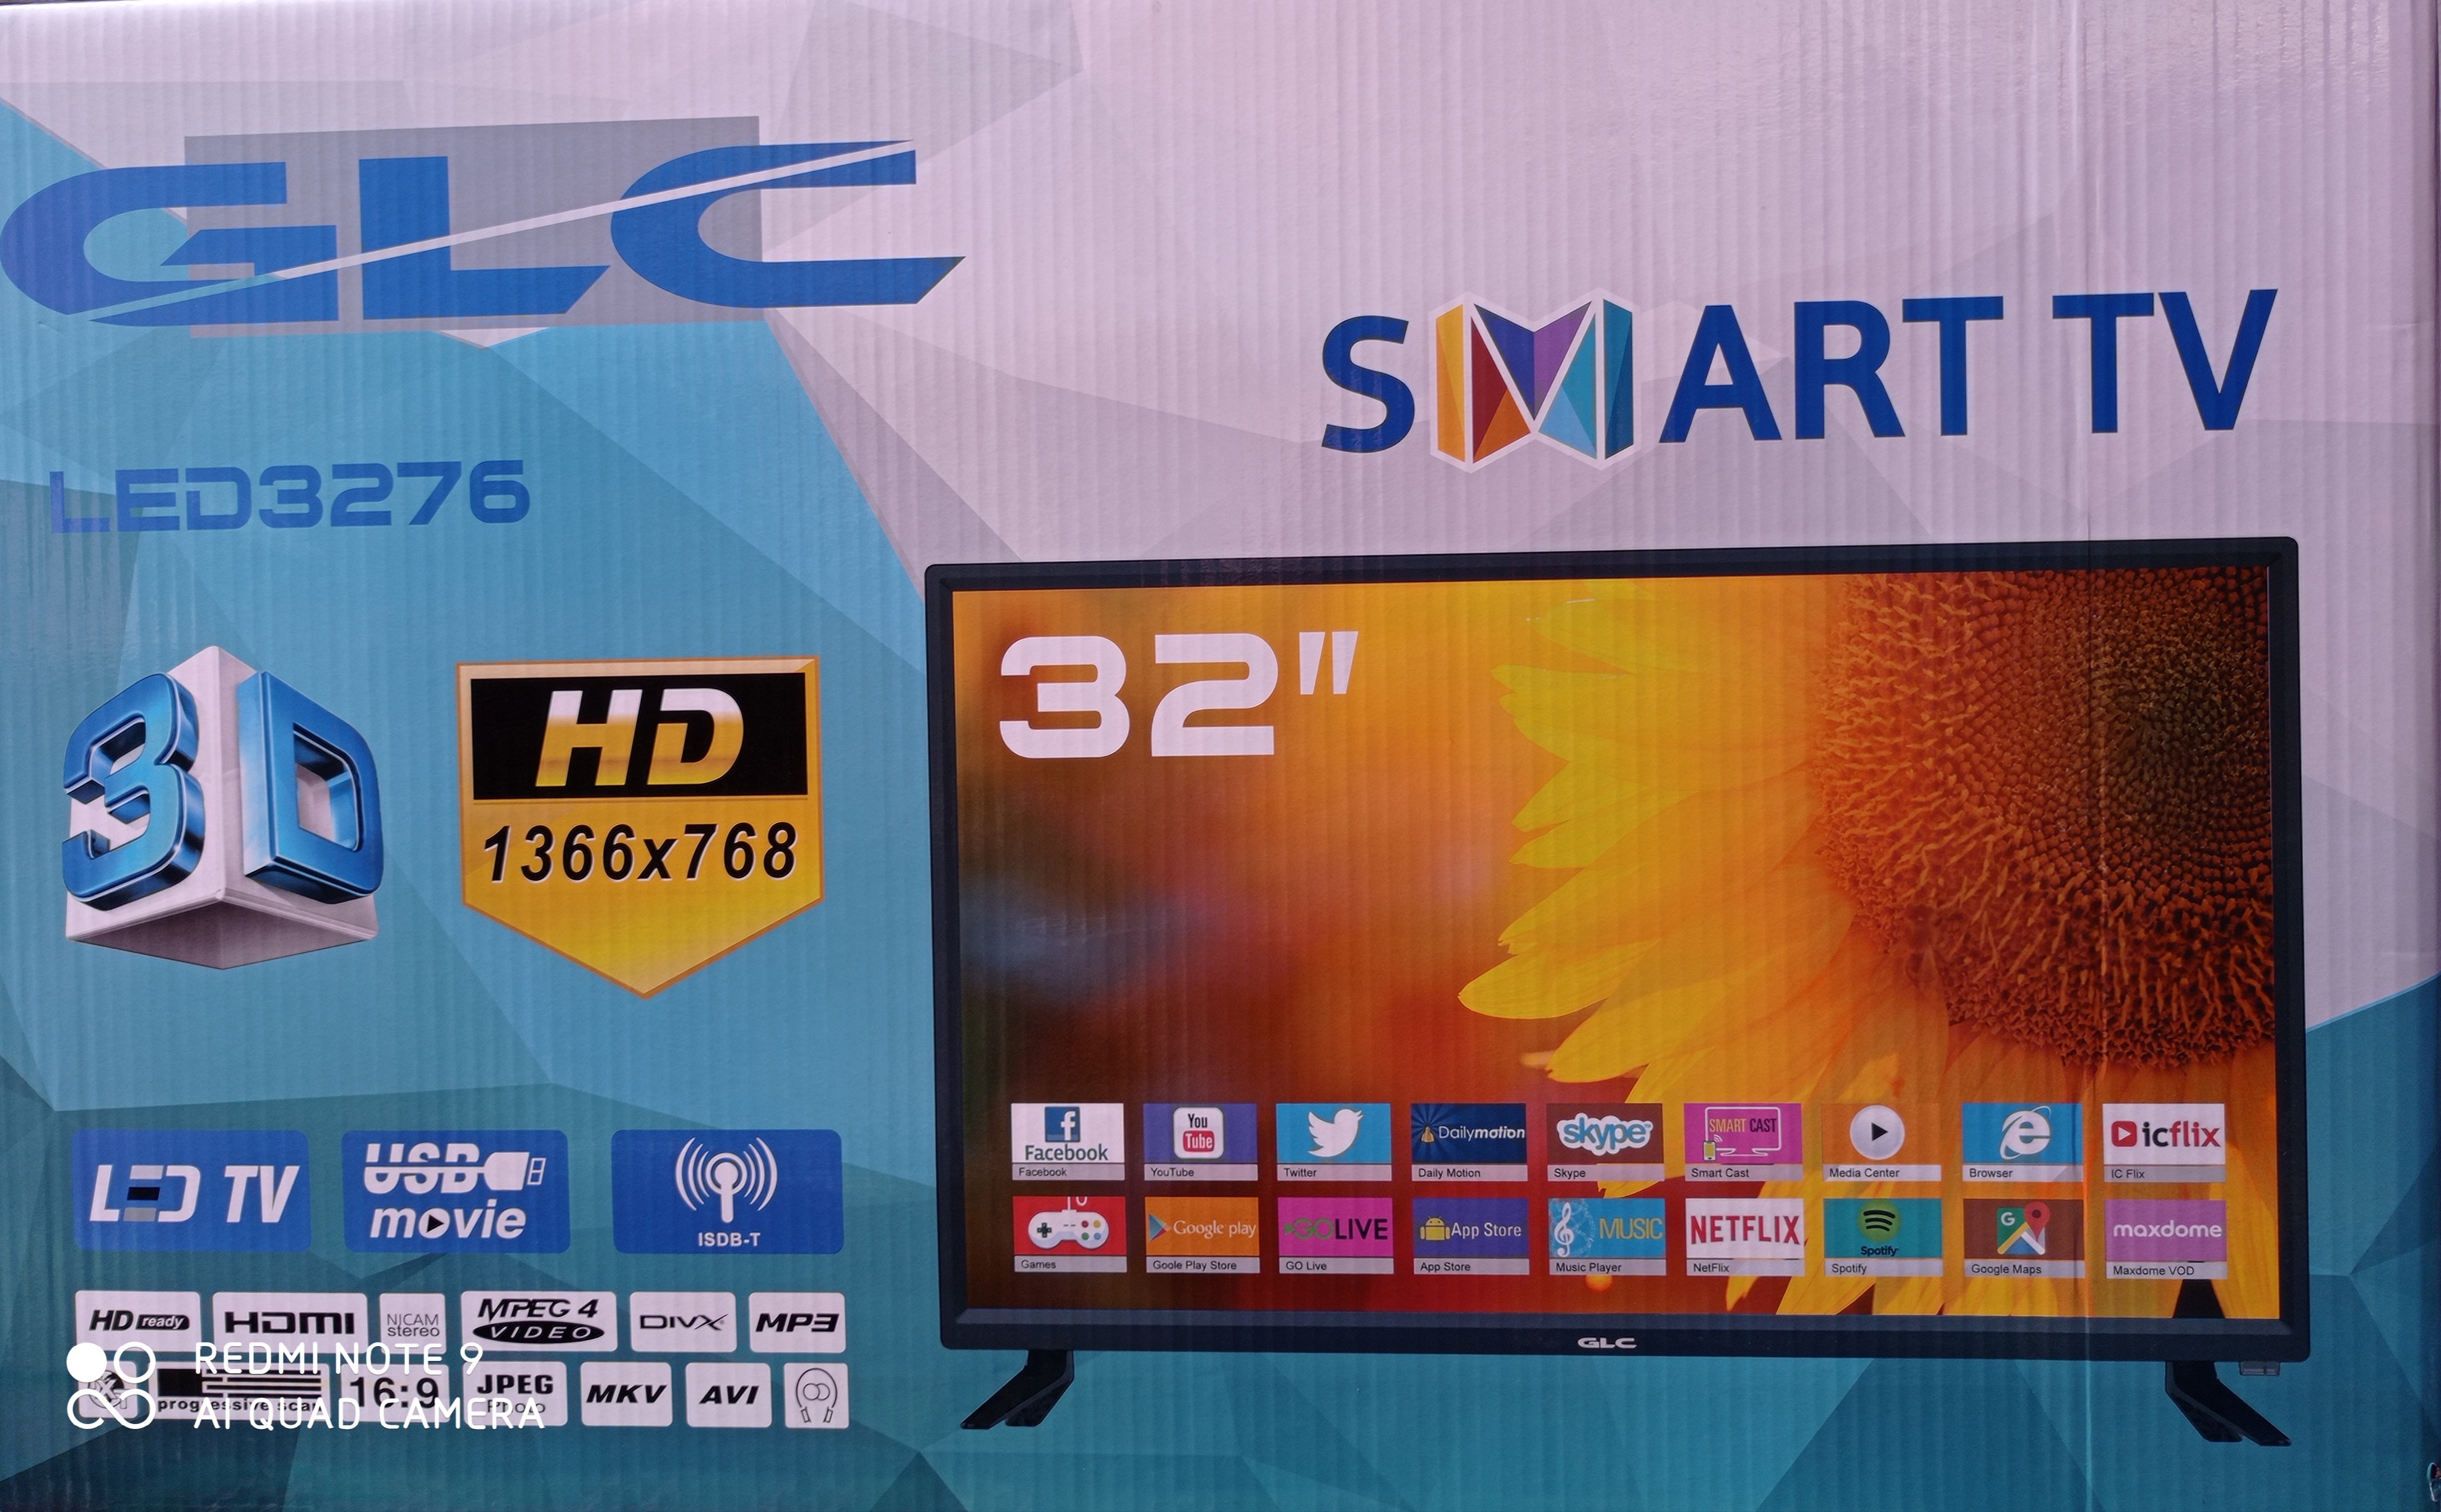 GLC
SMART TV
LED3276
3D
HD
1366x768
32"
LED TV
USB
movie
ISDB-T
HD ready
HDMI
NICAM
stereo
MPEG 4
VIDEO
DIVX
MP3
progressive scan
16:9
JPEG
Photo
MKV
AVI
Facebook
Facebook
You
Tube
YouTube
Twitter
Dailymotion
Daily Motion
skype
Skype
SMART CAST
Smart Cast
Media Center
Browser
icflix
IC Flix
Games
Google play
Goole Play Store
GOLIVE
GO Live
App Store
App Store
MUSIC
Music Player
NETFLIX
NetFlix
Spotify
Spotify
G
Google Maps
maxdome
Maxdome VOD
GLC
REDMI NOTE 9
AI QUAD CAMERA